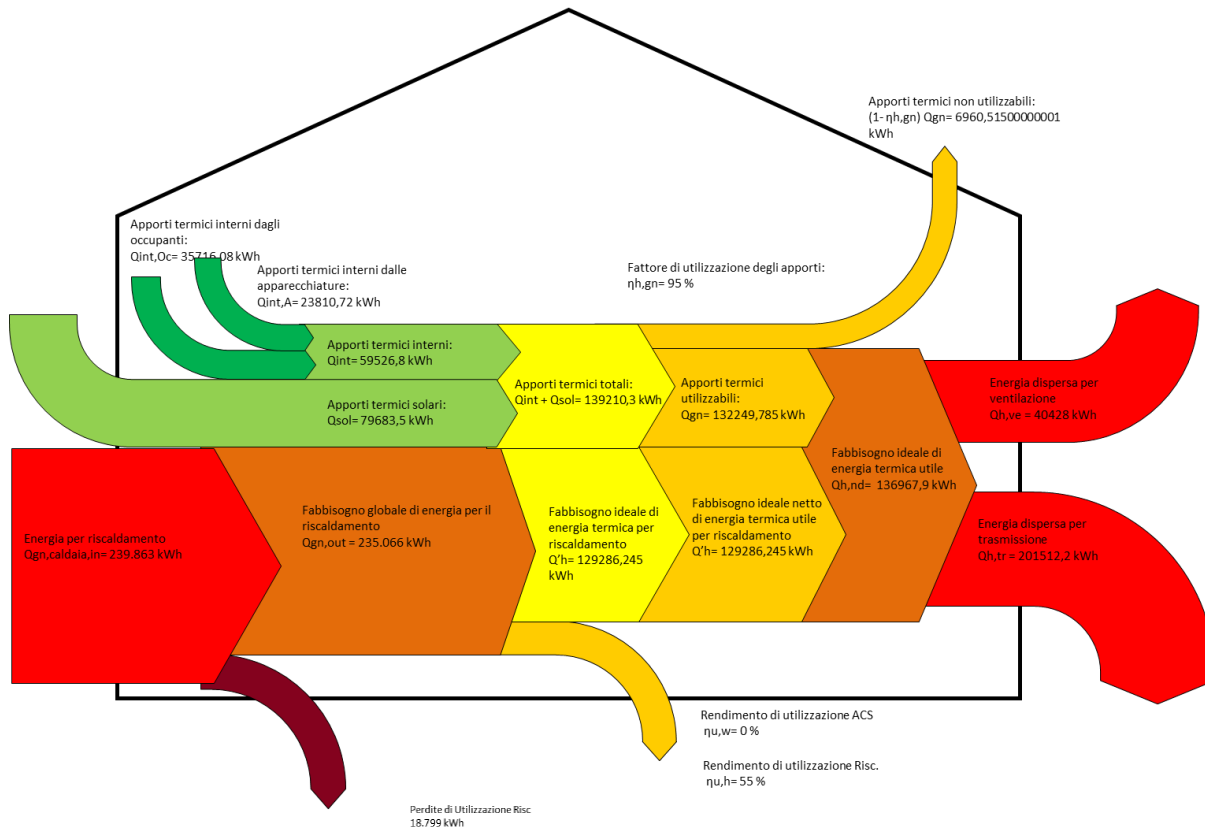 Apporti termici non utilizzabili:
(1- ηh,gn) Qgn= 6960,51500000001
kWh
Apporti termici interni dagli
occupanti:
Qint,Oc= 35716,08 kWh
Apporti termici interni dalle
apparecchiature:
Qint,A= 23810,72 kWh
Fattore di utilizzazione degli apporti:
ηh,gn= 95 %
Apporti termici interni:
Qint= 59526,8 kWh
Apporti termici solari:
Qsol= 79683,5 kWh
Apporti termici totali:
Qint + Qsol= 139210,3 kWh
Apporti termici
utilizzabili:
Qgn= 132249,785 kWh
Energia dispersa per
ventilazione
Qh,ve = 40428 kWh
Fabbisogno ideale di
energia termica utile
Qh,nd= 136967,9 kWh
Energia per riscaldamento
Qgn,caldaia,in= 239.863 kWh
Fabbisogno globale di energia per il
riscaldamento
Qgn,out = 235.066 kWh
Fabbisogno ideale di
energia termica per
riscaldamento
Q'h= 129286,245
kWh
Fabbisogno ideale netto
di energia termica utile
per riscaldamento
Q'h= 129286,245 kWh
Energia dispersa per
trasmissione
Qh,tr = 201512,2 kWh
Rendimento di utilizzazione ACS
ηu,w= 0 %
Rendimento di utilizzazione Risc.
ηu,h= 55 %
Perdite di Utilizzazione Risc
18.799 kWh